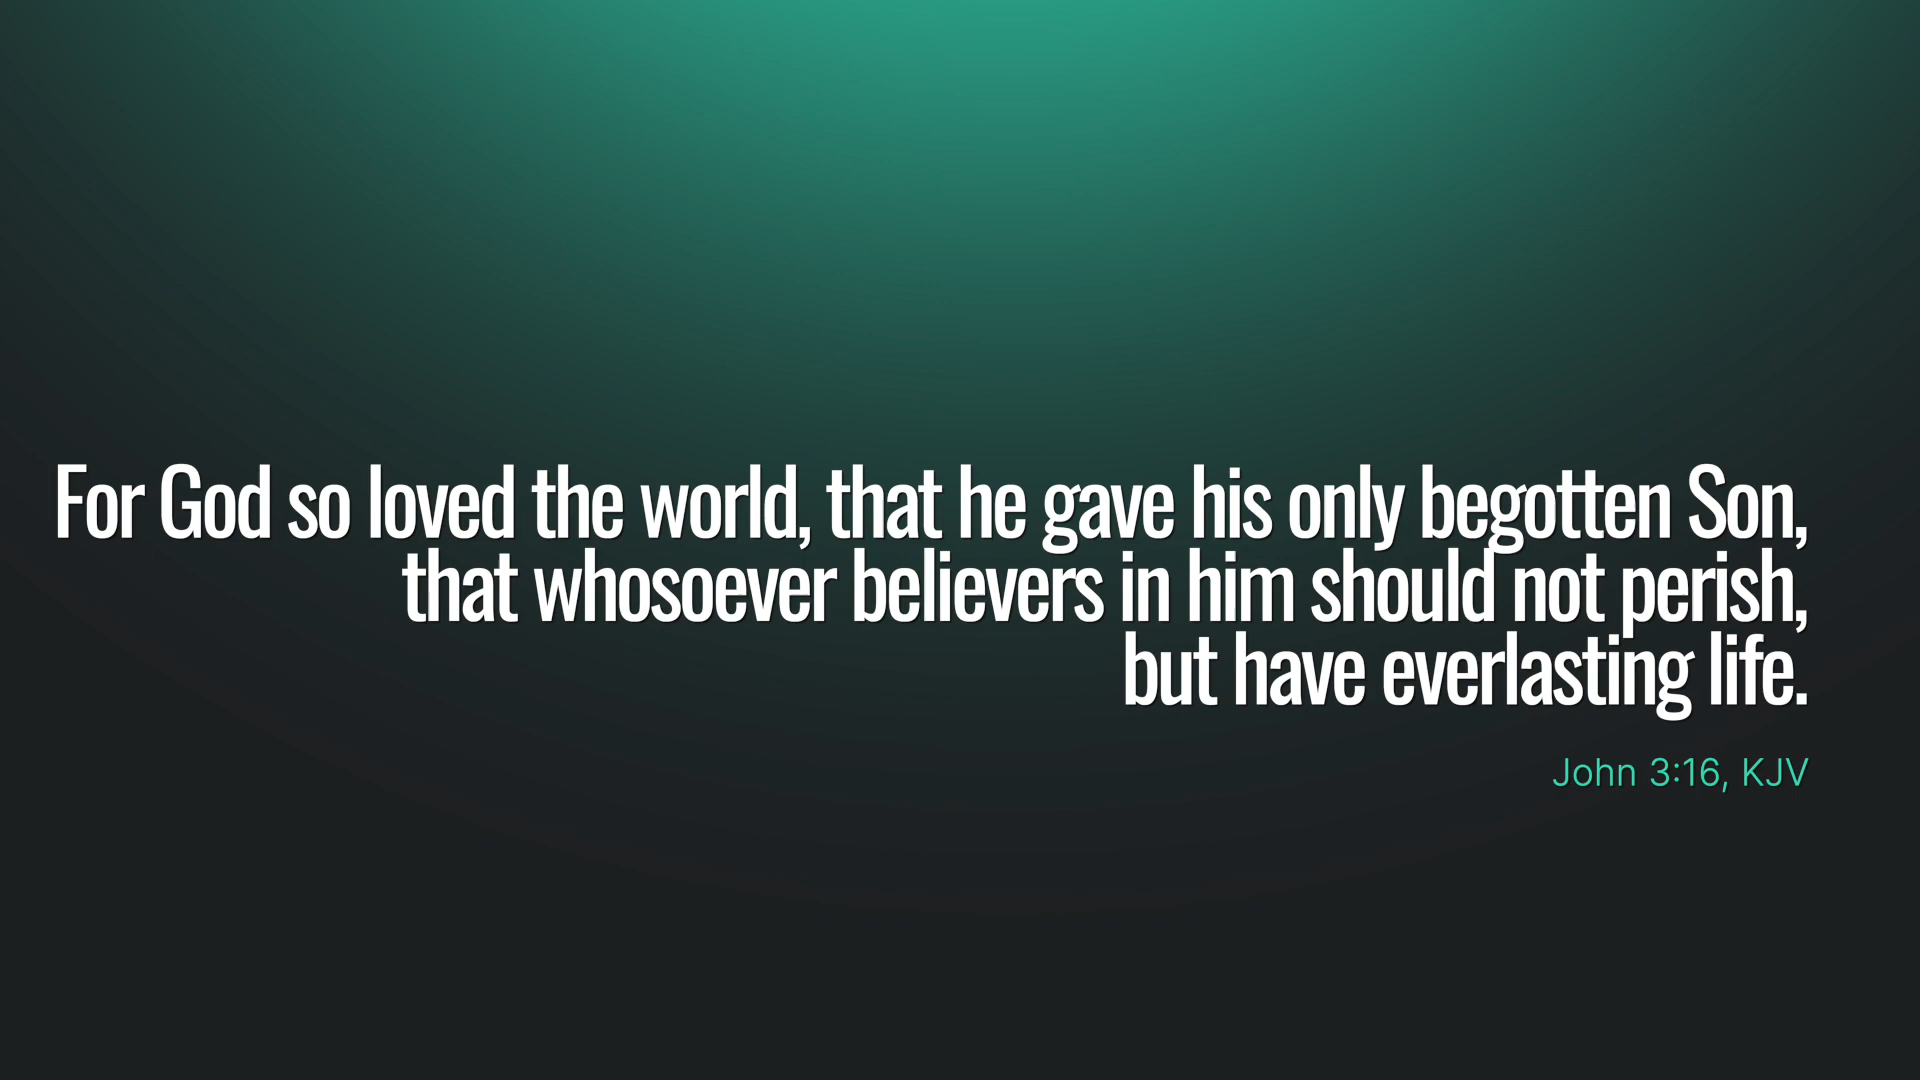 For God so loved the world, that he gave his only begotten Son,
that whosoever believers in him should not perish,
but have everlasting life.
John 3:16, KJV